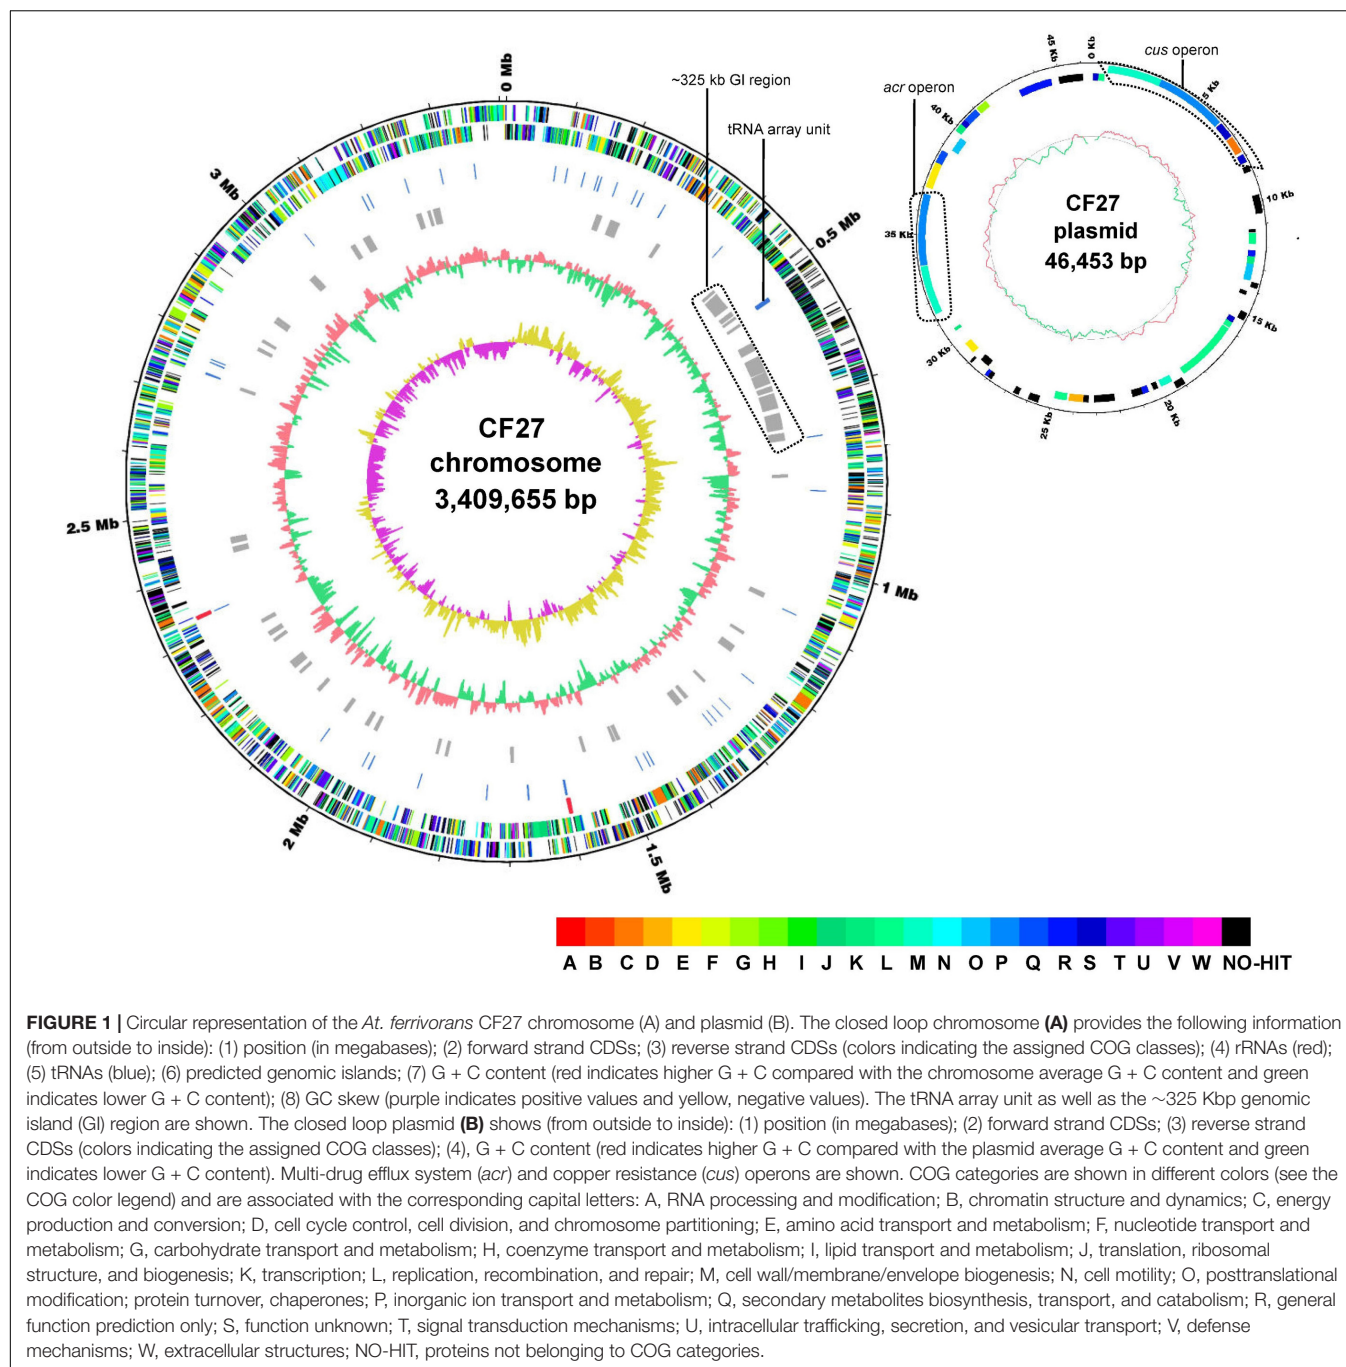 0 Mb
0.5 Mb
1 Mb
1.5 Mb
2 Mb
2.5 Mb
3 Mb
~325 kb GI region
tRNA array unit
CF27
chromosome
3,409,655 bp
acr operon
cus operon
0 Kb
5 Kb
10 Kb
15 Kb
20 Kb
25 Kb
30 Kb
35 Kb
40 Kb
45 Kb
CF27
plasmid
46,453 bp
A B C D E F G H I J K L M N O P Q R S T U V W NO-HIT
FIGURE 1 | Circular representation of the At. ferrivorans CF27 chromosome (A) and plasmid (B). The closed loop chromosome (A) provides the following information
(from outside to inside): (1) position (in megabases); (2) forward strand CDSs; (3) reverse strand CDSs (colors indicating the assigned COG classes); (4) rRNAs (red);
(5) tRNAs (blue); (6) predicted genomic islands; (7) G + C content (red indicates higher G + C compared with the chromosome average G + C content and green
indicates lower G + C content); (8) GC skew (purple indicates positive values and yellow, negative values). The tRNA array unit as well as the ∼325 Kbp genomic
island (GI) region are shown. The closed loop plasmid (B) shows (from outside to inside): (1) position (in megabases); (2) forward strand CDSs; (3) reverse strand
CDSs (colors indicating the assigned COG classes); (4), G + C content (red indicates higher G + C compared with the plasmid average G + C content and green
indicates lower G + C content). Multi-drug efflux system (acr) and copper resistance (cus) operons are shown. COG categories are shown in different colors (see the
COG color legend) and are associated with the corresponding capital letters: A, RNA processing and modification; B, chromatin structure and dynamics; C, energy
production and conversion; D, cell cycle control, cell division, and chromosome partitioning; E, amino acid transport and metabolism; F, nucleotide transport and
metabolism; G, carbohydrate transport and metabolism; H, coenzyme transport and metabolism; I, lipid transport and metabolism; J, translation, ribosomal
structure, and biogenesis; K, transcription; L, replication, recombination, and repair; M, cell wall/membrane/envelope biogenesis; N, cell motility; O, posttranslational
modification; protein turnover, chaperones; P, inorganic ion transport and metabolism; Q, secondary metabolites biosynthesis, transport, and catabolism; R, general
function prediction only; S, function unknown; T, signal transduction mechanisms; U, intracellular trafficking, secretion, and vesicular transport; V, defense
mechanisms; W, extracellular structures; NO-HIT, proteins not belonging to COG categories.